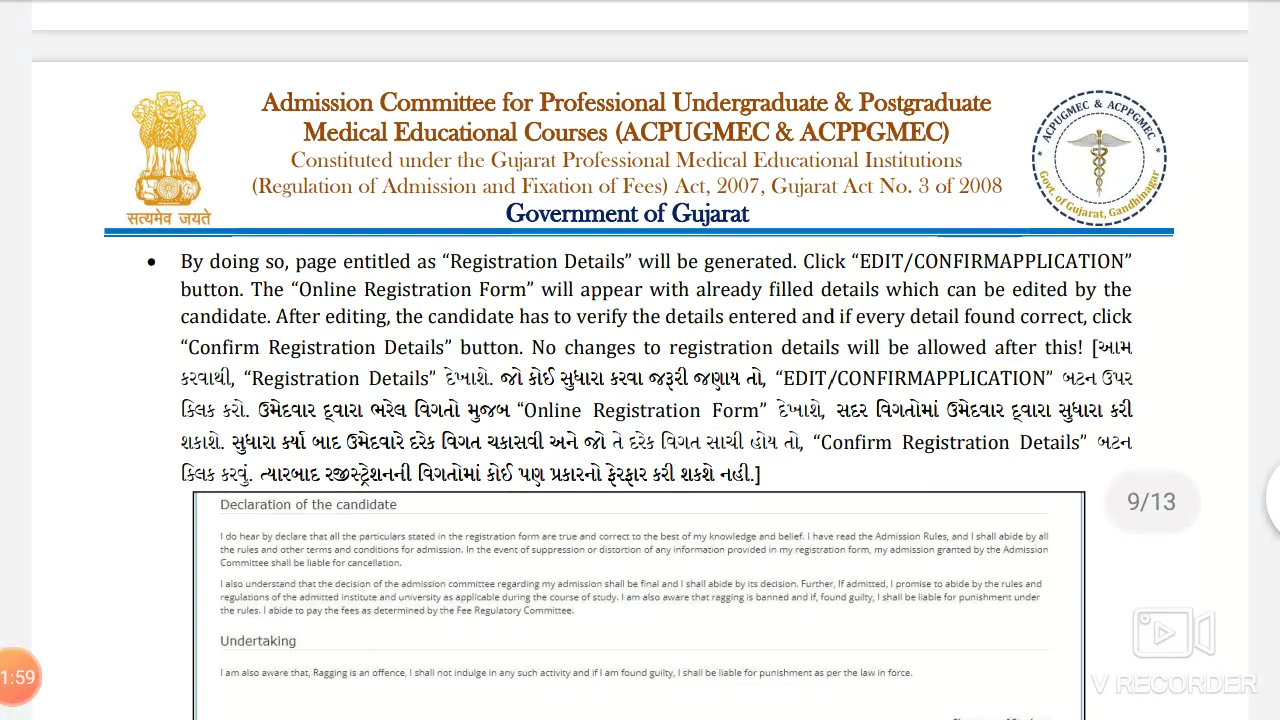 Admission Committee for Professional Undergraduate & Postgraduate
Medical Educational Courses (ACPUGMEC & ACPPGMEC)
Constituted under the Gujarat Professional Medical Educational Institutions
(Regulation of Admission and Fixation of Fees) Act, 2007, Gujarat Act No. 3 of 2008
Government of Gujarat
सत्यमेव जयते
ACPUGMEC & ACPPGMEC
Govt. of Gujarat, Gandhinagar
• By doing so, page entitled as “Registration Details” will be generated. Click “EDIT/CONFIRMAPPLICATION”
button. The “Online Registration Form” will appear with already filled details which can be edited by the
candidate. After editing, the candidate has to verify the details entered and if every detail found correct, click
“Confirm Registration Details” button. No changes to registration details will be allowed after this! [આમ
કરવાથી, “Registration Details” દેખાશે. જો કોઈ સુધારા કરવા જરૂરી જણાય તો, “EDIT/CONFIRMAPPLICATION” બટન ઉપર
ક્લિક કરો. ઉમેદવાર દ્વારા ભરેલ વિગતો મુજબ “Online Registration Form” દેખાશે, સદર વિગતોમાં ઉમેદવાર દ્વારા સુધારા કરી
શકાશે. સુધારા કર્યા બાદ ઉમેદવારે દરેક વિગત ચકાસવી અને જો તે દરેક વિગત સાચી હોય તો, “Confirm Registration Details” બટન
ક્લિક કરવું. ત્યારબાદ રજીસ્ટ્રેશનની વિગતોમાં કોઈ પણ પ્રકારનો ફેરફાર કરી શકશે નહી.]
9/13
Declaration of the candidate
I do hear by declare that all the particulars stated in the registration form are true and correct to the best of my knowledge and belief. I have read the Admission Rules, and I shall abide by all
the rules and other terms and conditions for admission. In the event of suppression or distortion of any information provided in my registration form, my admission granted by the Admission
Committee shall be liable for cancellation.
I also understand that the decision of the admission committee regarding my admission shall be final and I shall abide by its decision. Further, If admitted, I promise to abide by the rules and
regulations of the admitted institute and university as applicable during the course of study. I am also aware that ragging is banned and if, found guilty, I shall be liable for punishment under
the rules. I abide to pay the fees as determined by the Fee Regulatory Committee.
Undertaking
I am also aware that, Ragging is an offence, I shall not indulge in any such activity and if I am found guilty, I shall be liable for punishment as per the law in force.
1:59
V RECORDER